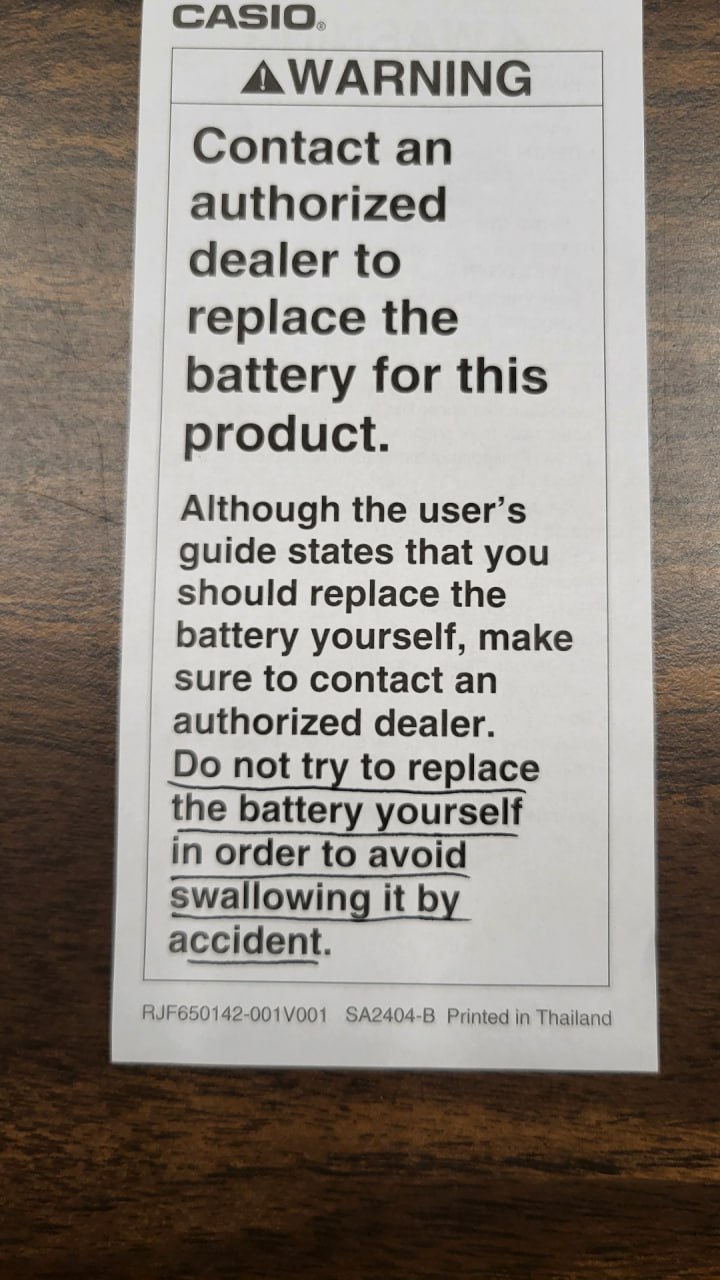 CASIO®
⚠WARNING
Contact an
authorized
dealer to
replace the
battery for this
product.
Although the user's
guide states that you
should replace the
battery yourself, make
sure to contact an
authorized dealer.
Do not try to replace
the battery yourself
in order to avoid
swallowing it by
accident.
RJF650142-001V001 SA2404-B Printed in Thailand